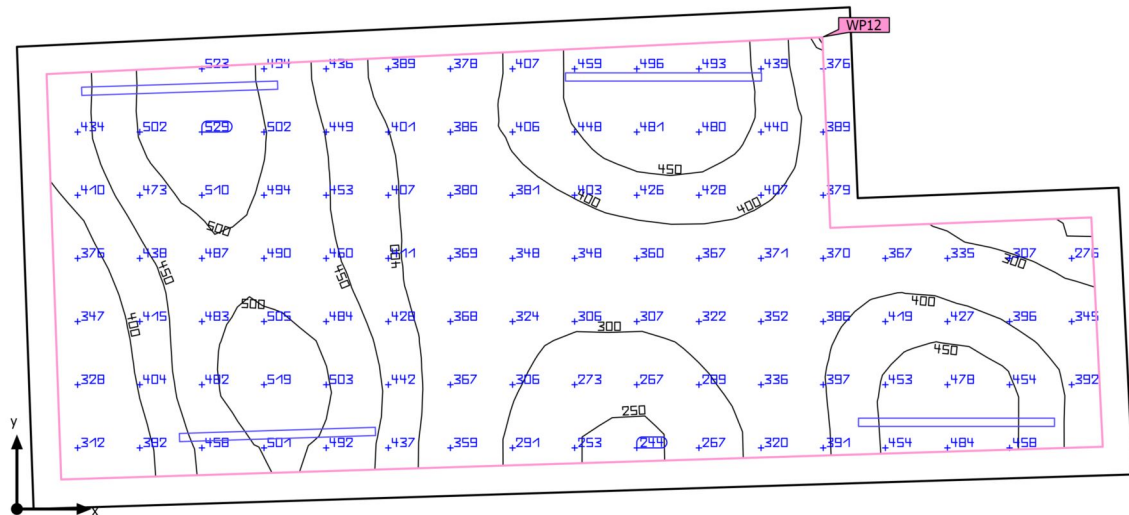 WP12
+523 +494 +436 +389 +378 +407 +459 +496 +493 +439 +376
+434 +502 +529 +502 +449 +401 +386 +406 +448 +481 +480 +440 +389
450
+410 +473 +510 +494 +453 +407 +380 +381 +403 +426 +428 +407 +379
400 400
500
+376 +438 +487 +490 +460 +411 +369 +348 +348 +360 +367 +371 +370 +367 +335 +307 +275
450 450 400 300
500 400
+347 +415 +483 +505 +484 +428 +368 +324 +306 +307 +322 +352 +386 +419 +427 +396 +345
400 300
450
+328 +404 +482 +519 +503 +442 +367 +306 +273 +267 +289 +336 +397 +453 +478 +454 +392
250
+312 +392 +458 +501 +492 +437 +359 +291 +253 +244 +267 +320 +391 +454 +484 +458
y
x